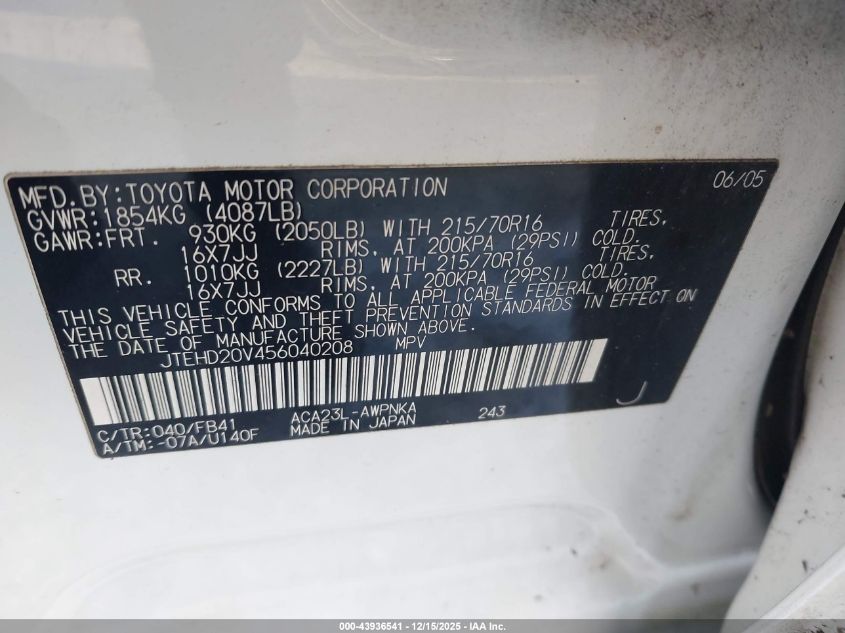 MFD.BY:TOYOTA MOTOR CORPORATION 06/05
GVWR:1854KG (4087LB)
GAWR:FRT. 930KG (2050LB) WITH 215/70R16 TIRES,
16X7JJ RIMS, AT 200KPA (29PSI) COLD,
RR. 1010KG (2227LB) WITH 215/70R16 TIRES,
16X7JJ RIMS, AT 200KPA (29PSI) COLD.
THIS VEHICLE CONFORMS TO ALL APPLICABLE FEDERAL MOTOR
VEHICLE SAFETY AND THEFT PREVENTION STANDARDS IN EFFECT ON
THE DATE OF MANUFACTURE SHOWN ABOVE.
JTEHD20V456040208 MPV
C/TR:040/FB41 ACA23L-AWPNKA 243 J
A/TM:-07A/U140F MADE IN JAPAN
000-43936541 - 12/15/2025 - IAA Inc.